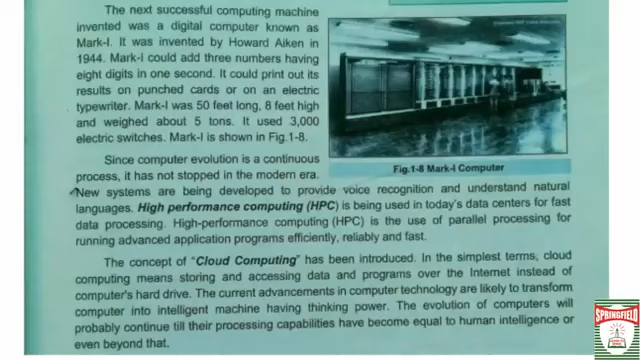 The next successful computing machine
invented was a digital computer known as
Mark-I. It was invented by Howard Aiken in
1944. Mark-I could add three numbers having
eight digits in one second. It could print out its
results on punched cards or on an electric
typewriter. Mark-I was 50 feet long, 8 feet high
and weighed about 5 tons. It used 3,000
electric switches. Mark-I is shown in Fig.1-8.
Fig.1-8 Mark-I Computer
Since computer evolution is a continuous
process, it has not stopped in the modern era.
New systems are being developed to provide voice recognition and understand natural
languages. High performance computing (HPC) is being used in today's data centers for fast
data processing. High-performance computing (HPC) is the use of parallel processing for
running advanced application programs efficiently, reliably and fast.
The concept of "Cloud Computing" has been introduced. In the simplest terms, cloud
computing means storing and accessing data and programs over the Internet instead of
computer's hard drive. The current advancements in computer technology are likely to transform
computer into intelligent machine having thinking power. The evolution of computers will
probably continue till their processing capabilities have become equal to human intelligence or
even beyond that.
SPRINGFIELD